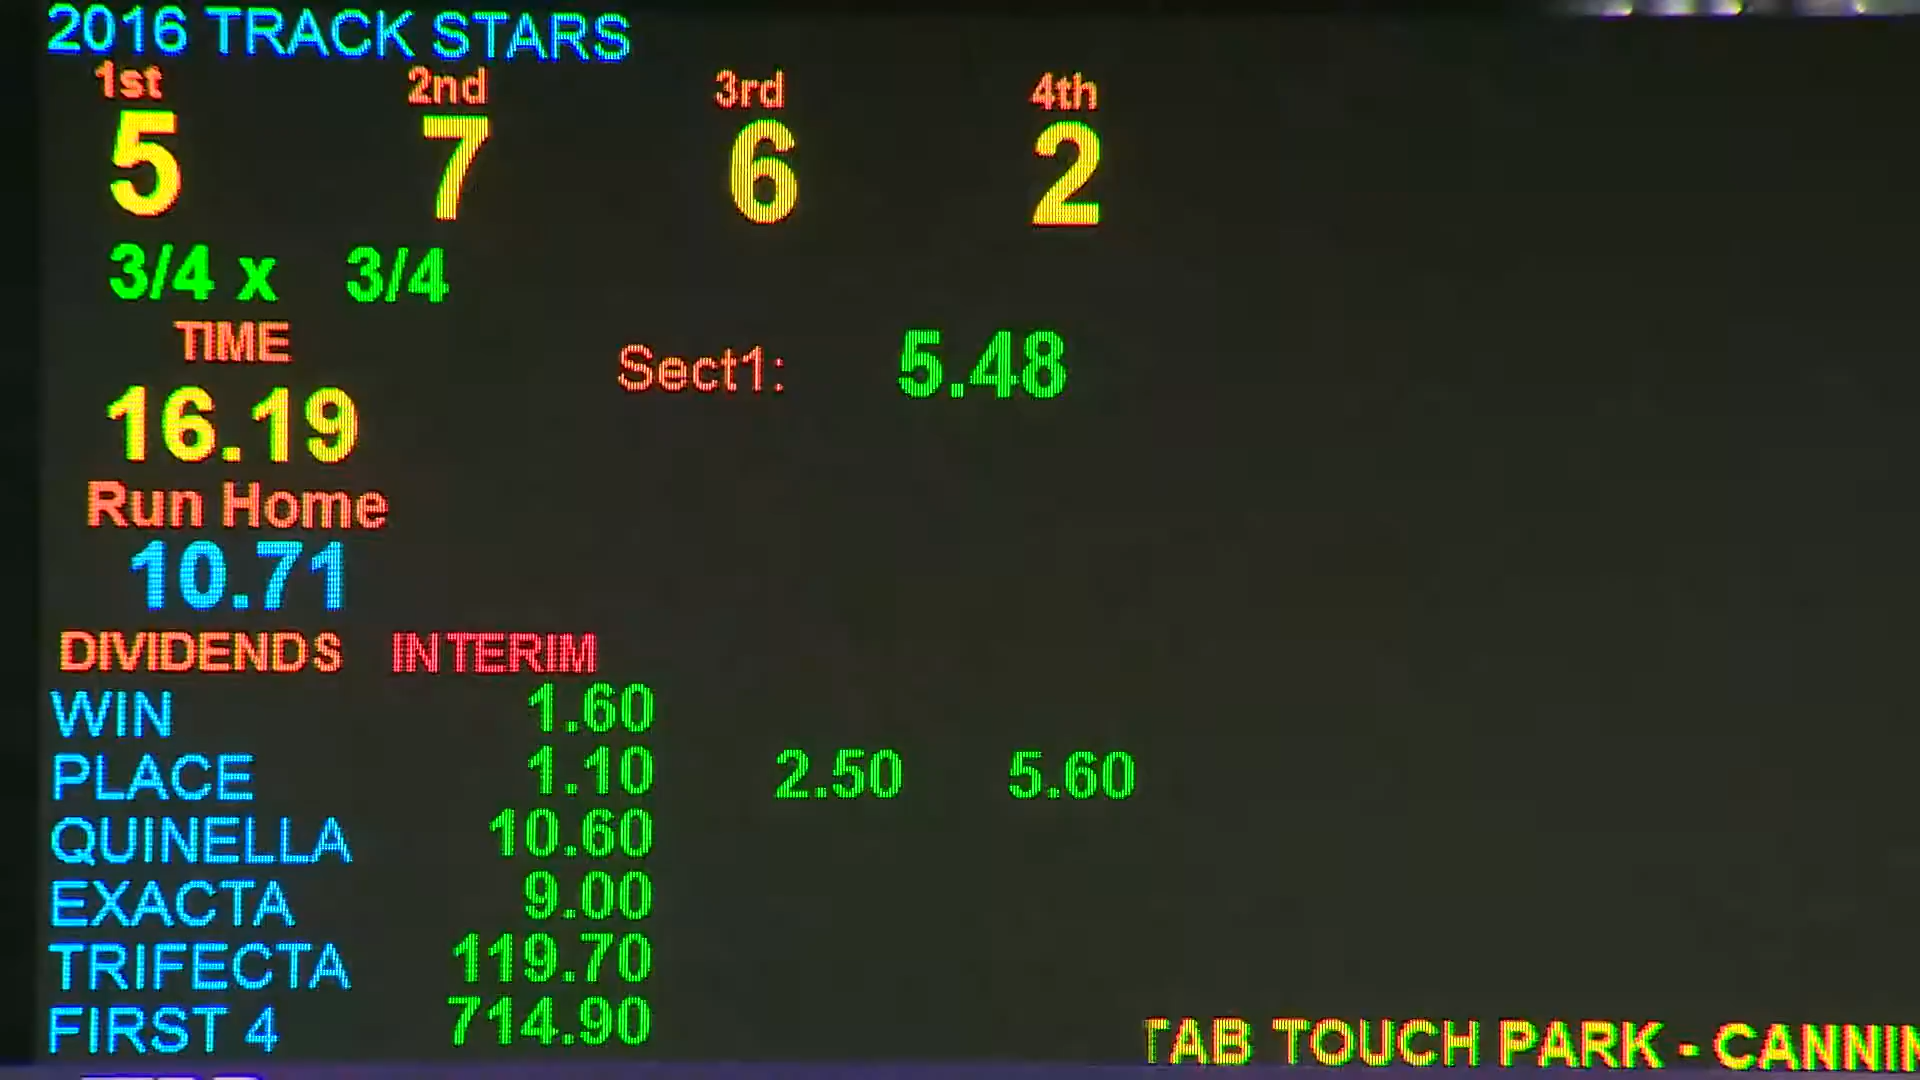 2016 TRACK STARS
1st 2nd 3rd 4th
5 7 6 2
3/4 x 3/4
TIME
Sect1: 5.48
16.19
Run Home
10.71
DIVIDENDS INTERIM
WIN 1.60
PLACE 1.10 2.50 5.60
QUINELLA 10.60
EXACTA 9.00
TRIFECTA 119.70
FIRST 4 714.90
TAB TOUCH PARK - CANNIN